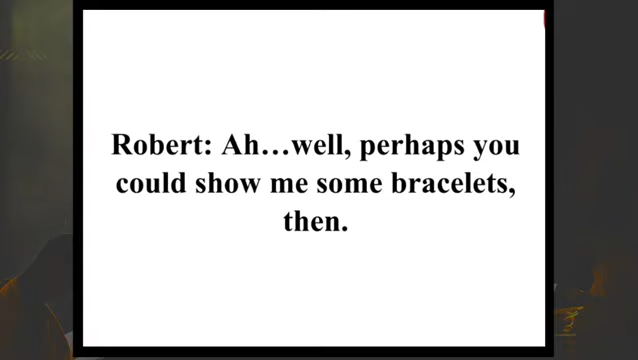 Robert: Ah…well, perhaps you
could show me some bracelets,
then.